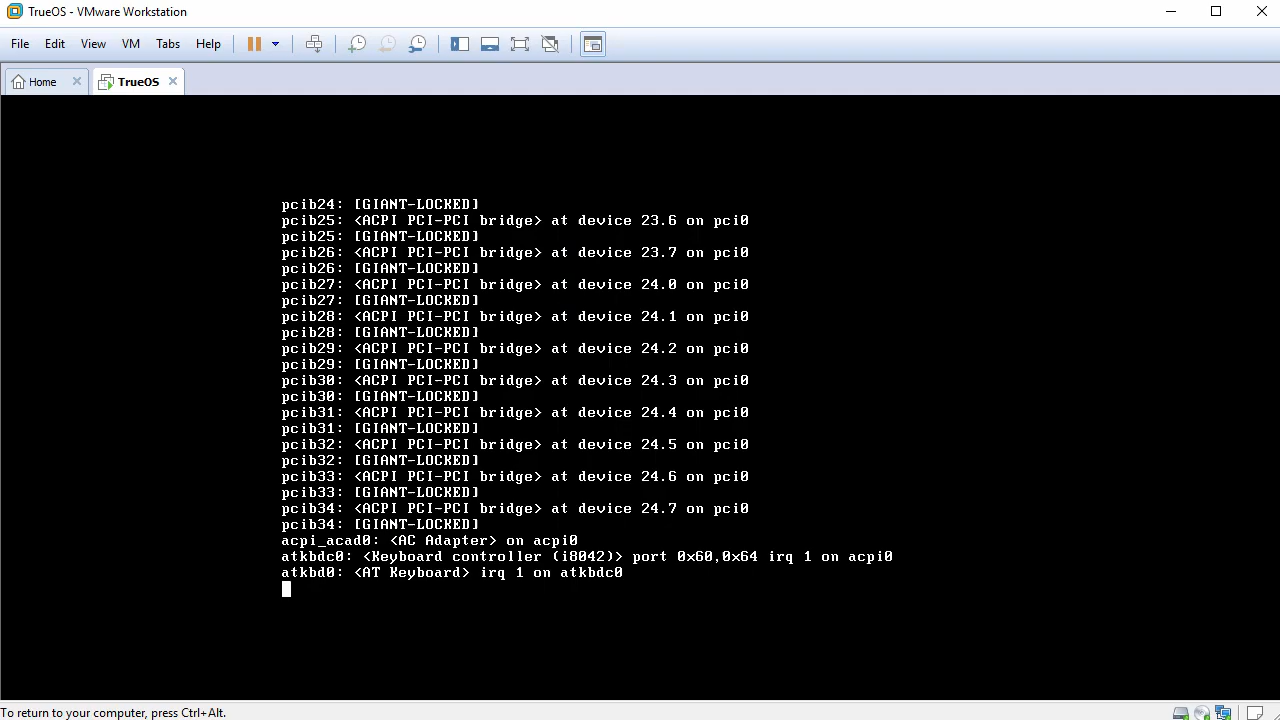 TrueOS - VMware Workstation
File Edit View VM Tabs Help
Home TrueOS
pcib24: [GIANT-LOCKED]
pcib25: <ACPI PCI-PCI bridge> at device 23.6 on pci0
pcib25: [GIANT-LOCKED]
pcib26: <ACPI PCI-PCI bridge> at device 23.7 on pci0
pcib26: [GIANT-LOCKED]
pcib27: <ACPI PCI-PCI bridge> at device 24.0 on pci0
pcib27: [GIANT-LOCKED]
pcib28: <ACPI PCI-PCI bridge> at device 24.1 on pci0
pcib28: [GIANT-LOCKED]
pcib29: <ACPI PCI-PCI bridge> at device 24.2 on pci0
pcib29: [GIANT-LOCKED]
pcib30: <ACPI PCI-PCI bridge> at device 24.3 on pci0
pcib30: [GIANT-LOCKED]
pcib31: <ACPI PCI-PCI bridge> at device 24.4 on pci0
pcib31: [GIANT-LOCKED]
pcib32: <ACPI PCI-PCI bridge> at device 24.5 on pci0
pcib32: [GIANT-LOCKED]
pcib33: <ACPI PCI-PCI bridge> at device 24.6 on pci0
pcib33: [GIANT-LOCKED]
pcib34: <ACPI PCI-PCI bridge> at device 24.7 on pci0
pcib34: [GIANT-LOCKED]
acpi_acad0: <AC Adapter> on acpi0
atkbdc0: <Keyboard controller (i8042)> port 0x60,0x64 irq 1 on acpi0
atkbd0: <AT Keyboard> irq 1 on atkbdc0
To return to your computer, press Ctrl+Alt.